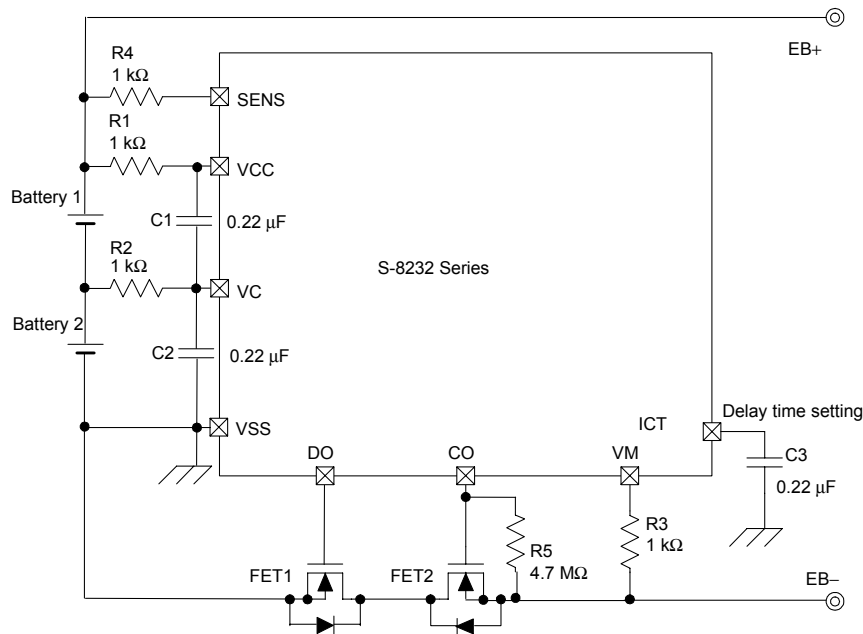 EB+
R4
1 kΩ
SENS
R1
1 kΩ
VCC
Battery 1
C1
0.22 μF
R2
1 kΩ
VC
S-8232 Series
Battery 2
C2
0.22 μF
VSS
Delay time setting
ICT
DO
CO
VM
C3
0.22 μF
R3
1 kΩ
R5
4.7 MΩ
FET1
FET2
EB−